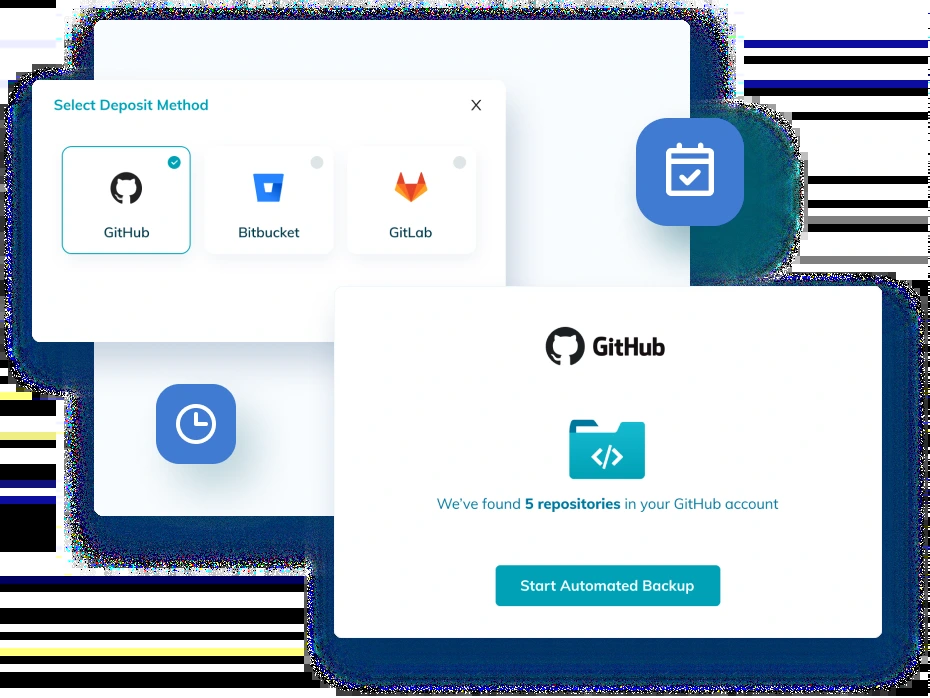 Select Deposit Method X
GitHub Bitbucket GitLab
GitHub
</>
We've found 5 repositories in your GitHub account
Start Automated Backup